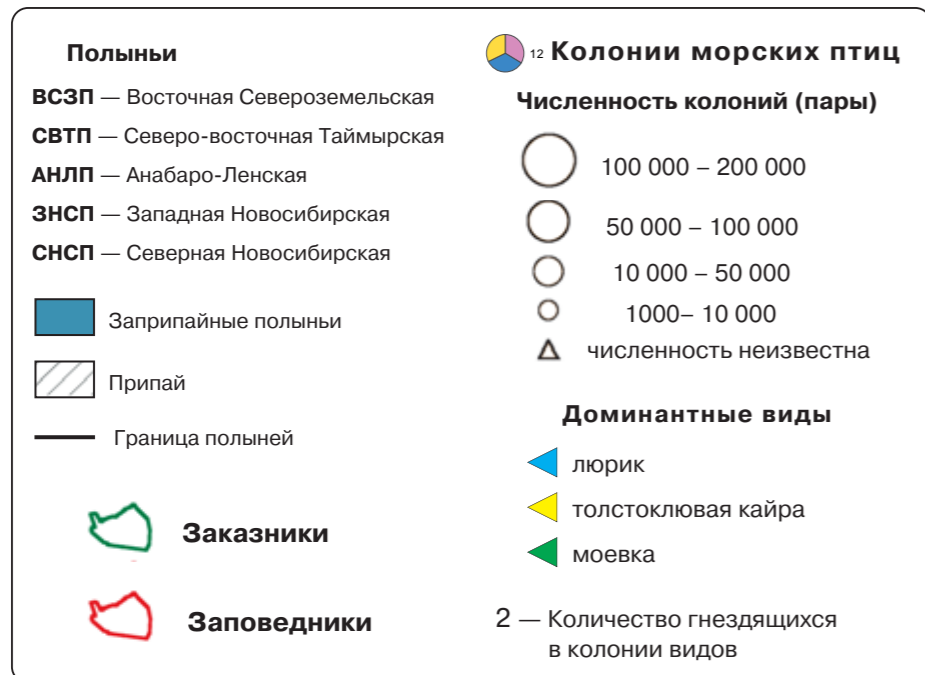 Полыньи
ВСЗП — Восточная Североземельская
СВТП — Северо-восточная Таймырская
АНЛП — Анабаро-Ленская
ЗНСП — Западная Новосибирская
СНСП — Северная Новосибирская
Заприпайные полыньи
Припай
Граница полыней
Заказники
Заповедники
12 Колонии морских птиц
Численность колоний (пары)
100 000 – 200 000
50 000 – 100 000
10 000 – 50 000
1000– 10 000
численность неизвестна
Доминантные виды
люрик
толстоклювая кайра
моевка
2 — Количество гнездящихся
в колонии видов